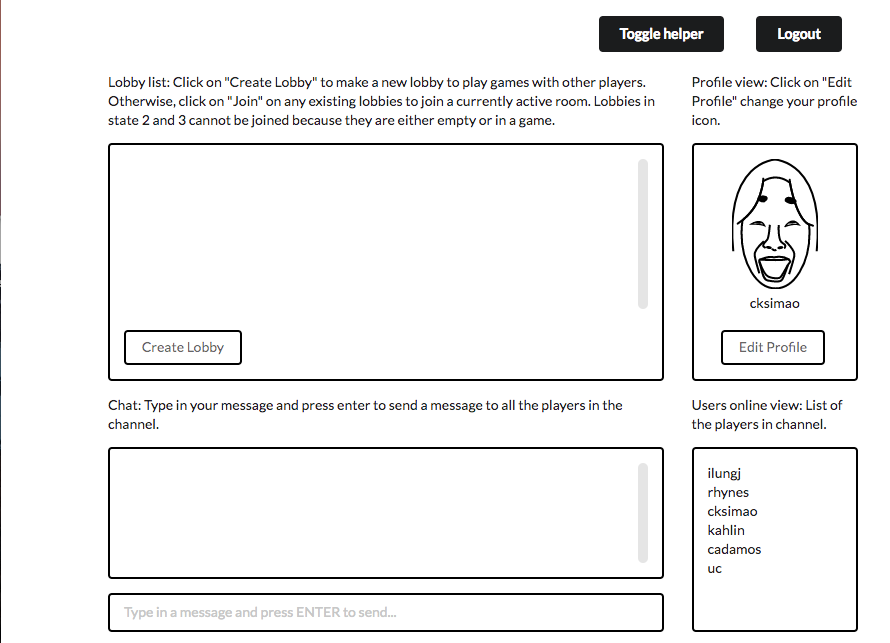 Toggle helper
Logout
Lobby list: Click on "Create Lobby" to make a new lobby to play games with other players.
Otherwise, click on "Join" on any existing lobbies to join a currently active room. Lobbies in
state 2 and 3 cannot be joined because they are either empty or in a game.
Profile view: Click on "Edit
Profile" change your profile
icon.
Create Lobby
cksimao
Edit Profile
Chat: Type in your message and press enter to send a message to all the players in the
channel.
Users online view: List of
the players in channel.
ilungj
rhynes
cksimao
kahlin
cadamos
uc
Type in a message and press ENTER to send...